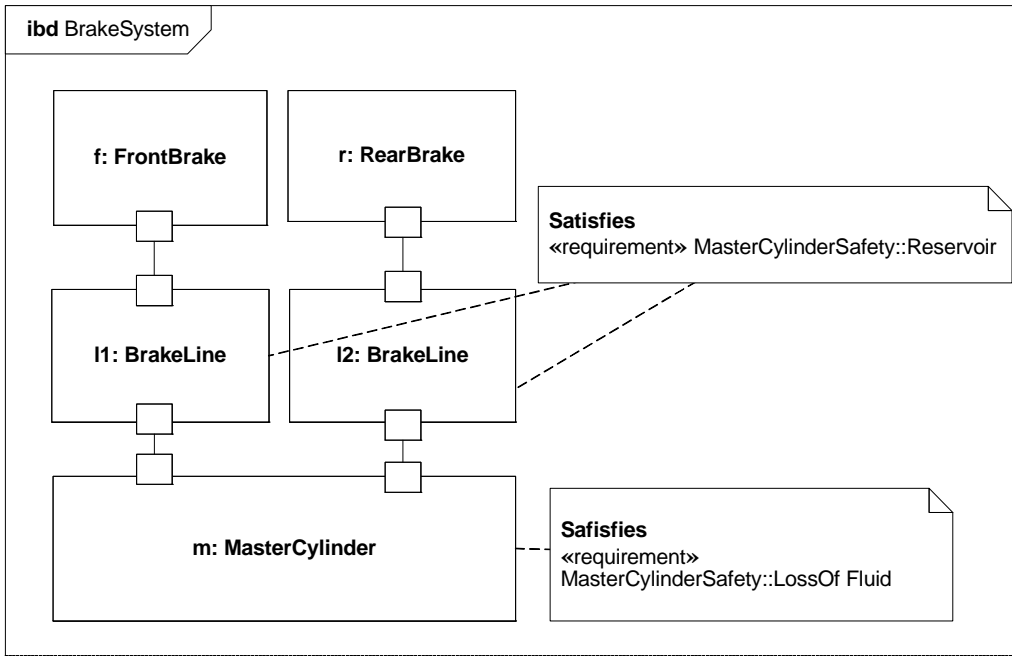 ibd BrakeSystem
f: FrontBrake
r: RearBrake
Satisfies
«requirement» MasterCylinderSafety::Reservoir
l1: BrakeLine
l2: BrakeLine
m: MasterCylinder
Safisfies
«requirement»
MasterCylinderSafety::LossOf Fluid